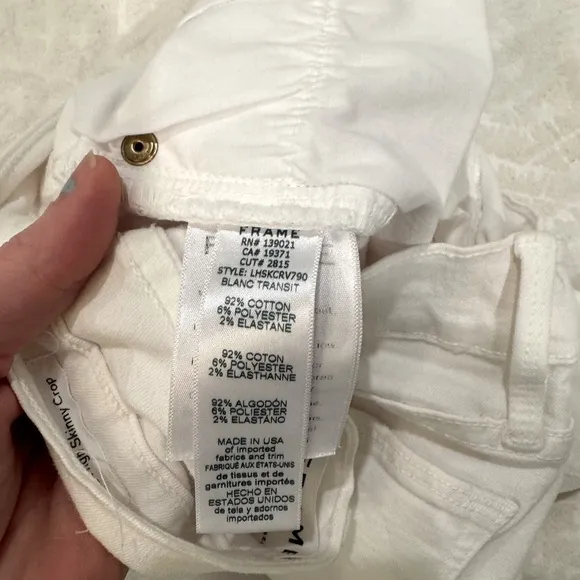 FRAME
RN# 139021
CA# 19371
CUT# 2815
STYLE: LHSKCRV790
BLANC TRANSIT
92% COTTON
6% POLYESTER
2% ELASTANE
92% COTON
6% POLYESTER
2% ÉLASTHANNE
92% ALGODÓN
6% POLIESTER
2% ELASTANO
MADE IN USA
of imported
fabrics and trim
FABRIQUÉ AUX ÉTATS-UNIS
de tissus et de
garnitures importés
HECHO EN
ESTADOS UNIDOS
de tela y adornos
importados
Skinny Crop